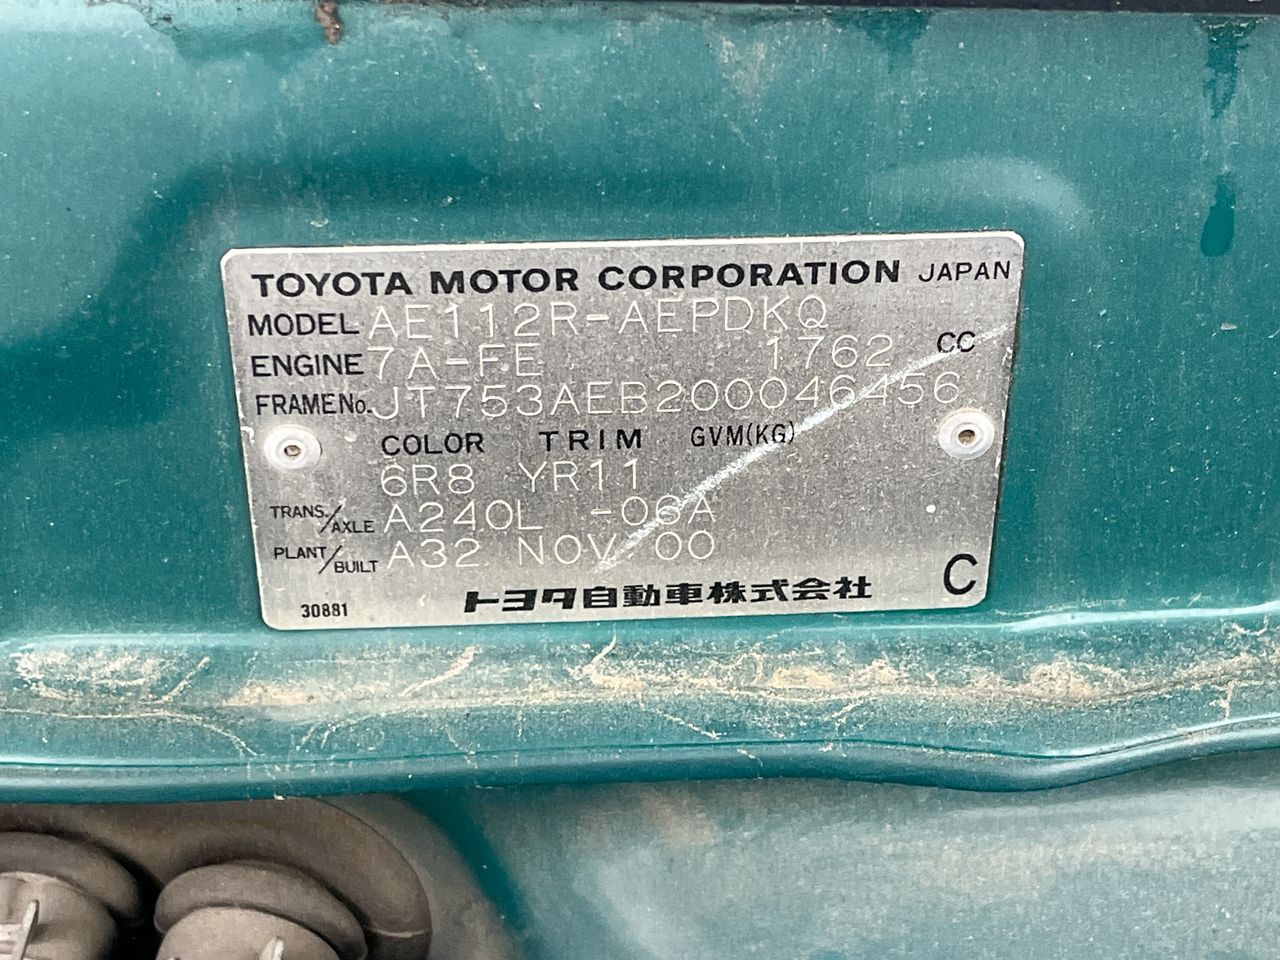 TOYOTA MOTOR CORPORATION JAPAN
MODEL AE112R-AEPDKQ
ENGINE 7A-FE 1762 CC
FRAME No. JT753AEB200046456
COLOR TRIM GVM(KG)
6R8 YR11
TRANS./AXLE A240L -06A
PLANT/BUILT A32 NOV/00
30881 トヨタ自動車株式会社 C